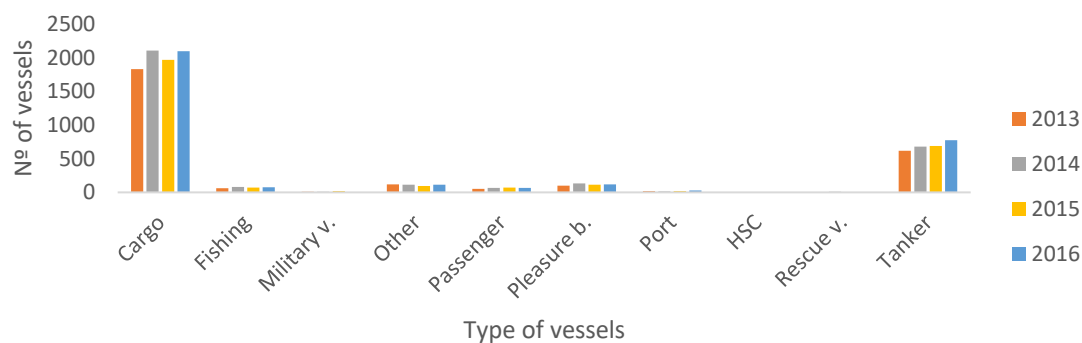 2500
2000
1500
1000
500
0
Nº of vessels
Cargo
Fishing
Military v.
Other
Passenger
Pleasure b.
Port
HSC
Rescue v.
Tanker
Type of vessels
2013
2014
2015
2016